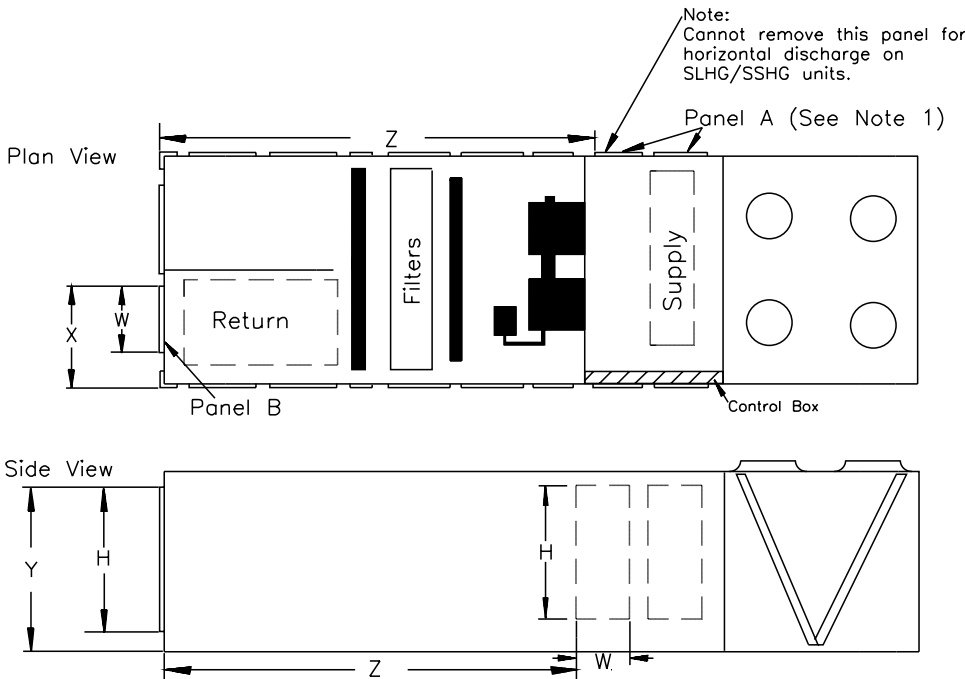 Note:
Cannot remove this panel for
horizontal discharge on
SLHG/SSHG units.
Panel A (See Note 1)
Z
Plan View
Filters
Supply
Return
X
W
Panel B
Control Box
Side View
Y
H
H
Z
W